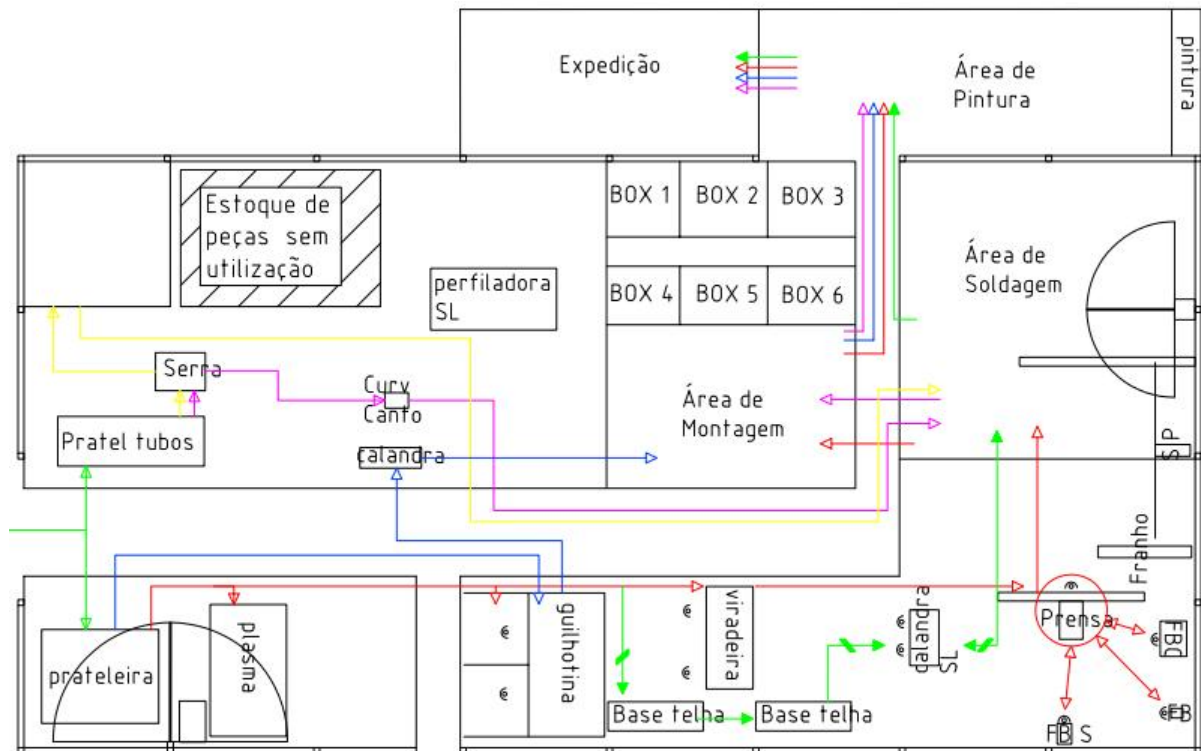 Expedição
Área de
Pintura
pintura
Estoque de
peças sem
utilização
perfiladora
SL
BOX 1
BOX 2
BOX 3
BOX 4
BOX 5
BOX 6
Área de
Soldagem
Serra
Curv
Canto
Pratel tubos
calandra
Área de
Montagem
SP
Franho
prateleira
plasma
guilhotina
viradeira
Base telha
Base telha
calandra
SL
Prensa
FBC
FB
FB S